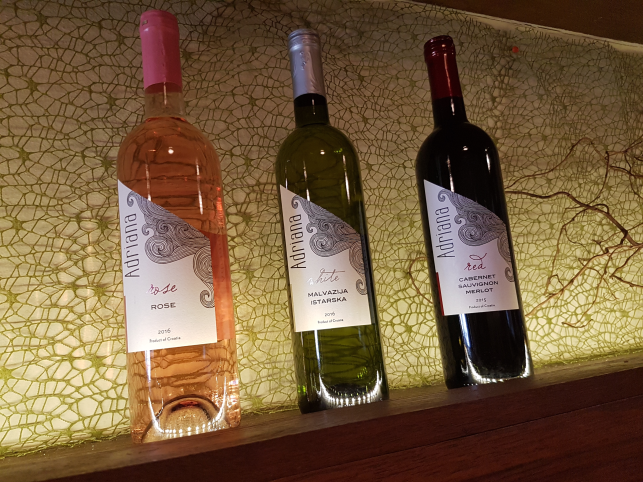 Adriana
rose
ROSE
2016
Product of Croatia
Adriana
white
MALVAZIJA
ISTARSKA
2016
Product of Croatia
Adriana
red
CABERNET
SAUVIGNON
MERLOT
2015
Product of Croatia